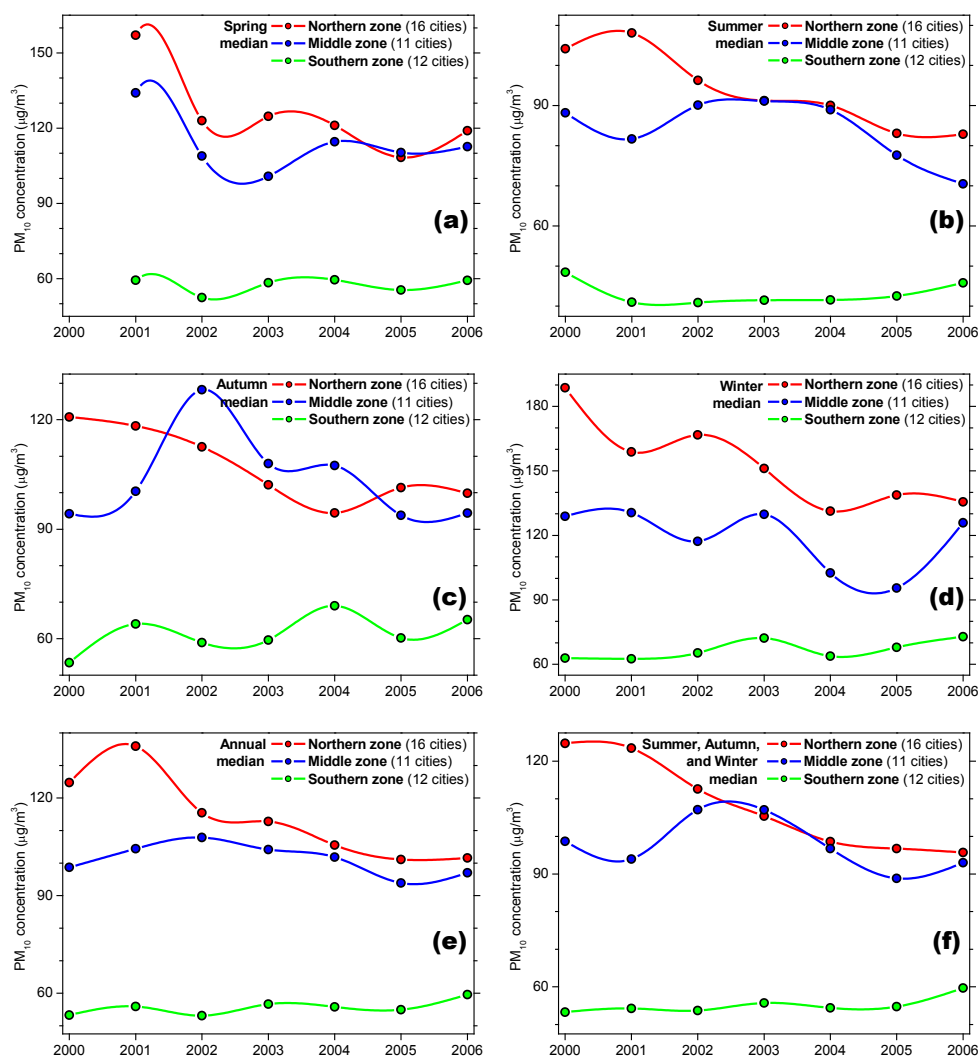 Spring Northern zone (16 cities)
median Middle zone (11 cities)
Southern zone (12 cities)
PM10 concentration (μg/m³)
150
120
90
60
(a)
2000 2001 2002 2003 2004 2005 2006
Summer Northern zone (16 cities)
median Middle zone (11 cities)
Southern zone (12 cities)
PM10 concentration (μg/m³)
90
60
(b)
2000 2001 2002 2003 2004 2005 2006
Autumn Northern zone (16 cities)
median Middle zone (11 cities)
Southern zone (12 cities)
PM10 concentration (μg/m³)
120
90
60
(c)
2000 2001 2002 2003 2004 2005 2006
Winter Northern zone (16 cities)
median Middle zone (11 cities)
Southern zone (12 cities)
PM10 concentration (μg/m³)
180
150
120
90
60
(d)
2000 2001 2002 2003 2004 2005 2006
Annual Northern zone (16 cities)
median Middle zone (11 cities)
Southern zone (12 cities)
PM10 concentration (μg/m³)
120
90
60
(e)
2000 2001 2002 2003 2004 2005 2006
Summer, Autumn, Northern zone (16 cities)
and Winter Middle zone (11 cities)
median Southern zone (12 cities)
PM10 concentration (μg/m³)
120
90
60
(f)
2000 2001 2002 2003 2004 2005 2006